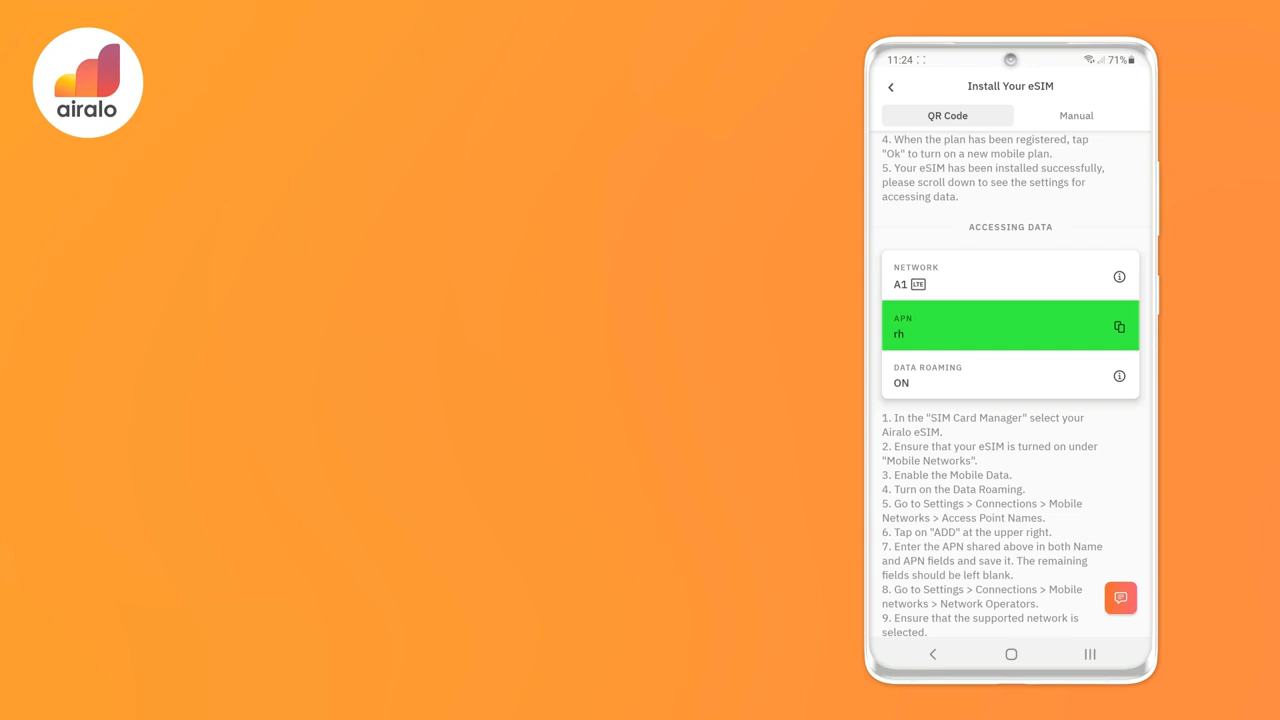 airalo
11:24
71%
Install Your eSIM
QR Code
Manual
4. When the plan has been registered, tap
"Ok" to turn on a new mobile plan.
5. Your eSIM has been installed successfully,
please scroll down to see the settings for
accessing data.
ACCESSING DATA
NETWORK
A1 LTE
APN
rh
DATA ROAMING
ON
1. In the "SIM Card Manager" select your
Airalo eSIM.
2. Ensure that your eSIM is turned on under
"Mobile Networks".
3. Enable the Mobile Data.
4. Turn on the Data Roaming.
5. Go to Settings > Connections > Mobile
Networks > Access Point Names.
6. Tap on "ADD" at the upper right.
7. Enter the APN shared above in both Name
and APN fields and save it. The remaining
fields should be left blank.
8. Go to Settings > Connections > Mobile
networks > Network Operators.
9. Ensure that the supported network is
selected.